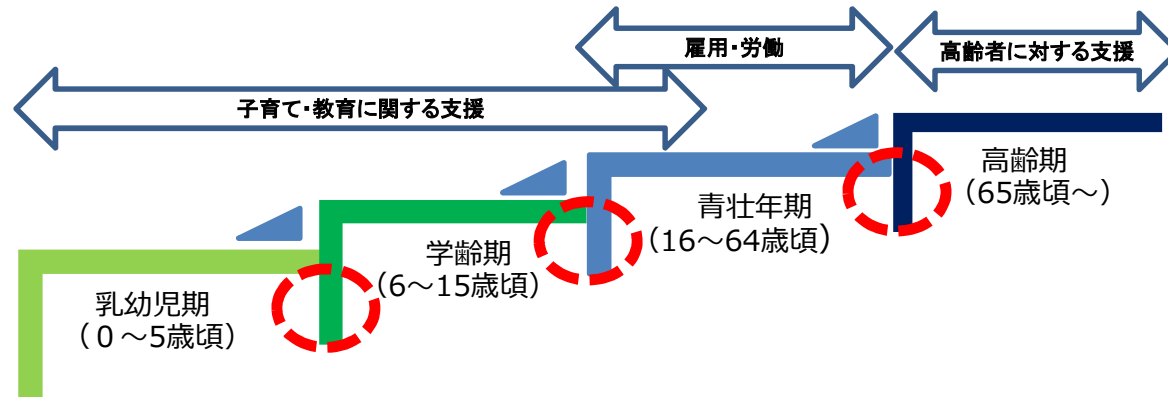 雇用・労働
高齢者に対する支援
子育て・教育に関する支援
高齢期
（65歳頃～）
青壮年期
（16～64歳頃）
学齢期
（6～15歳頃）
乳幼児期
（０～5歳頃）